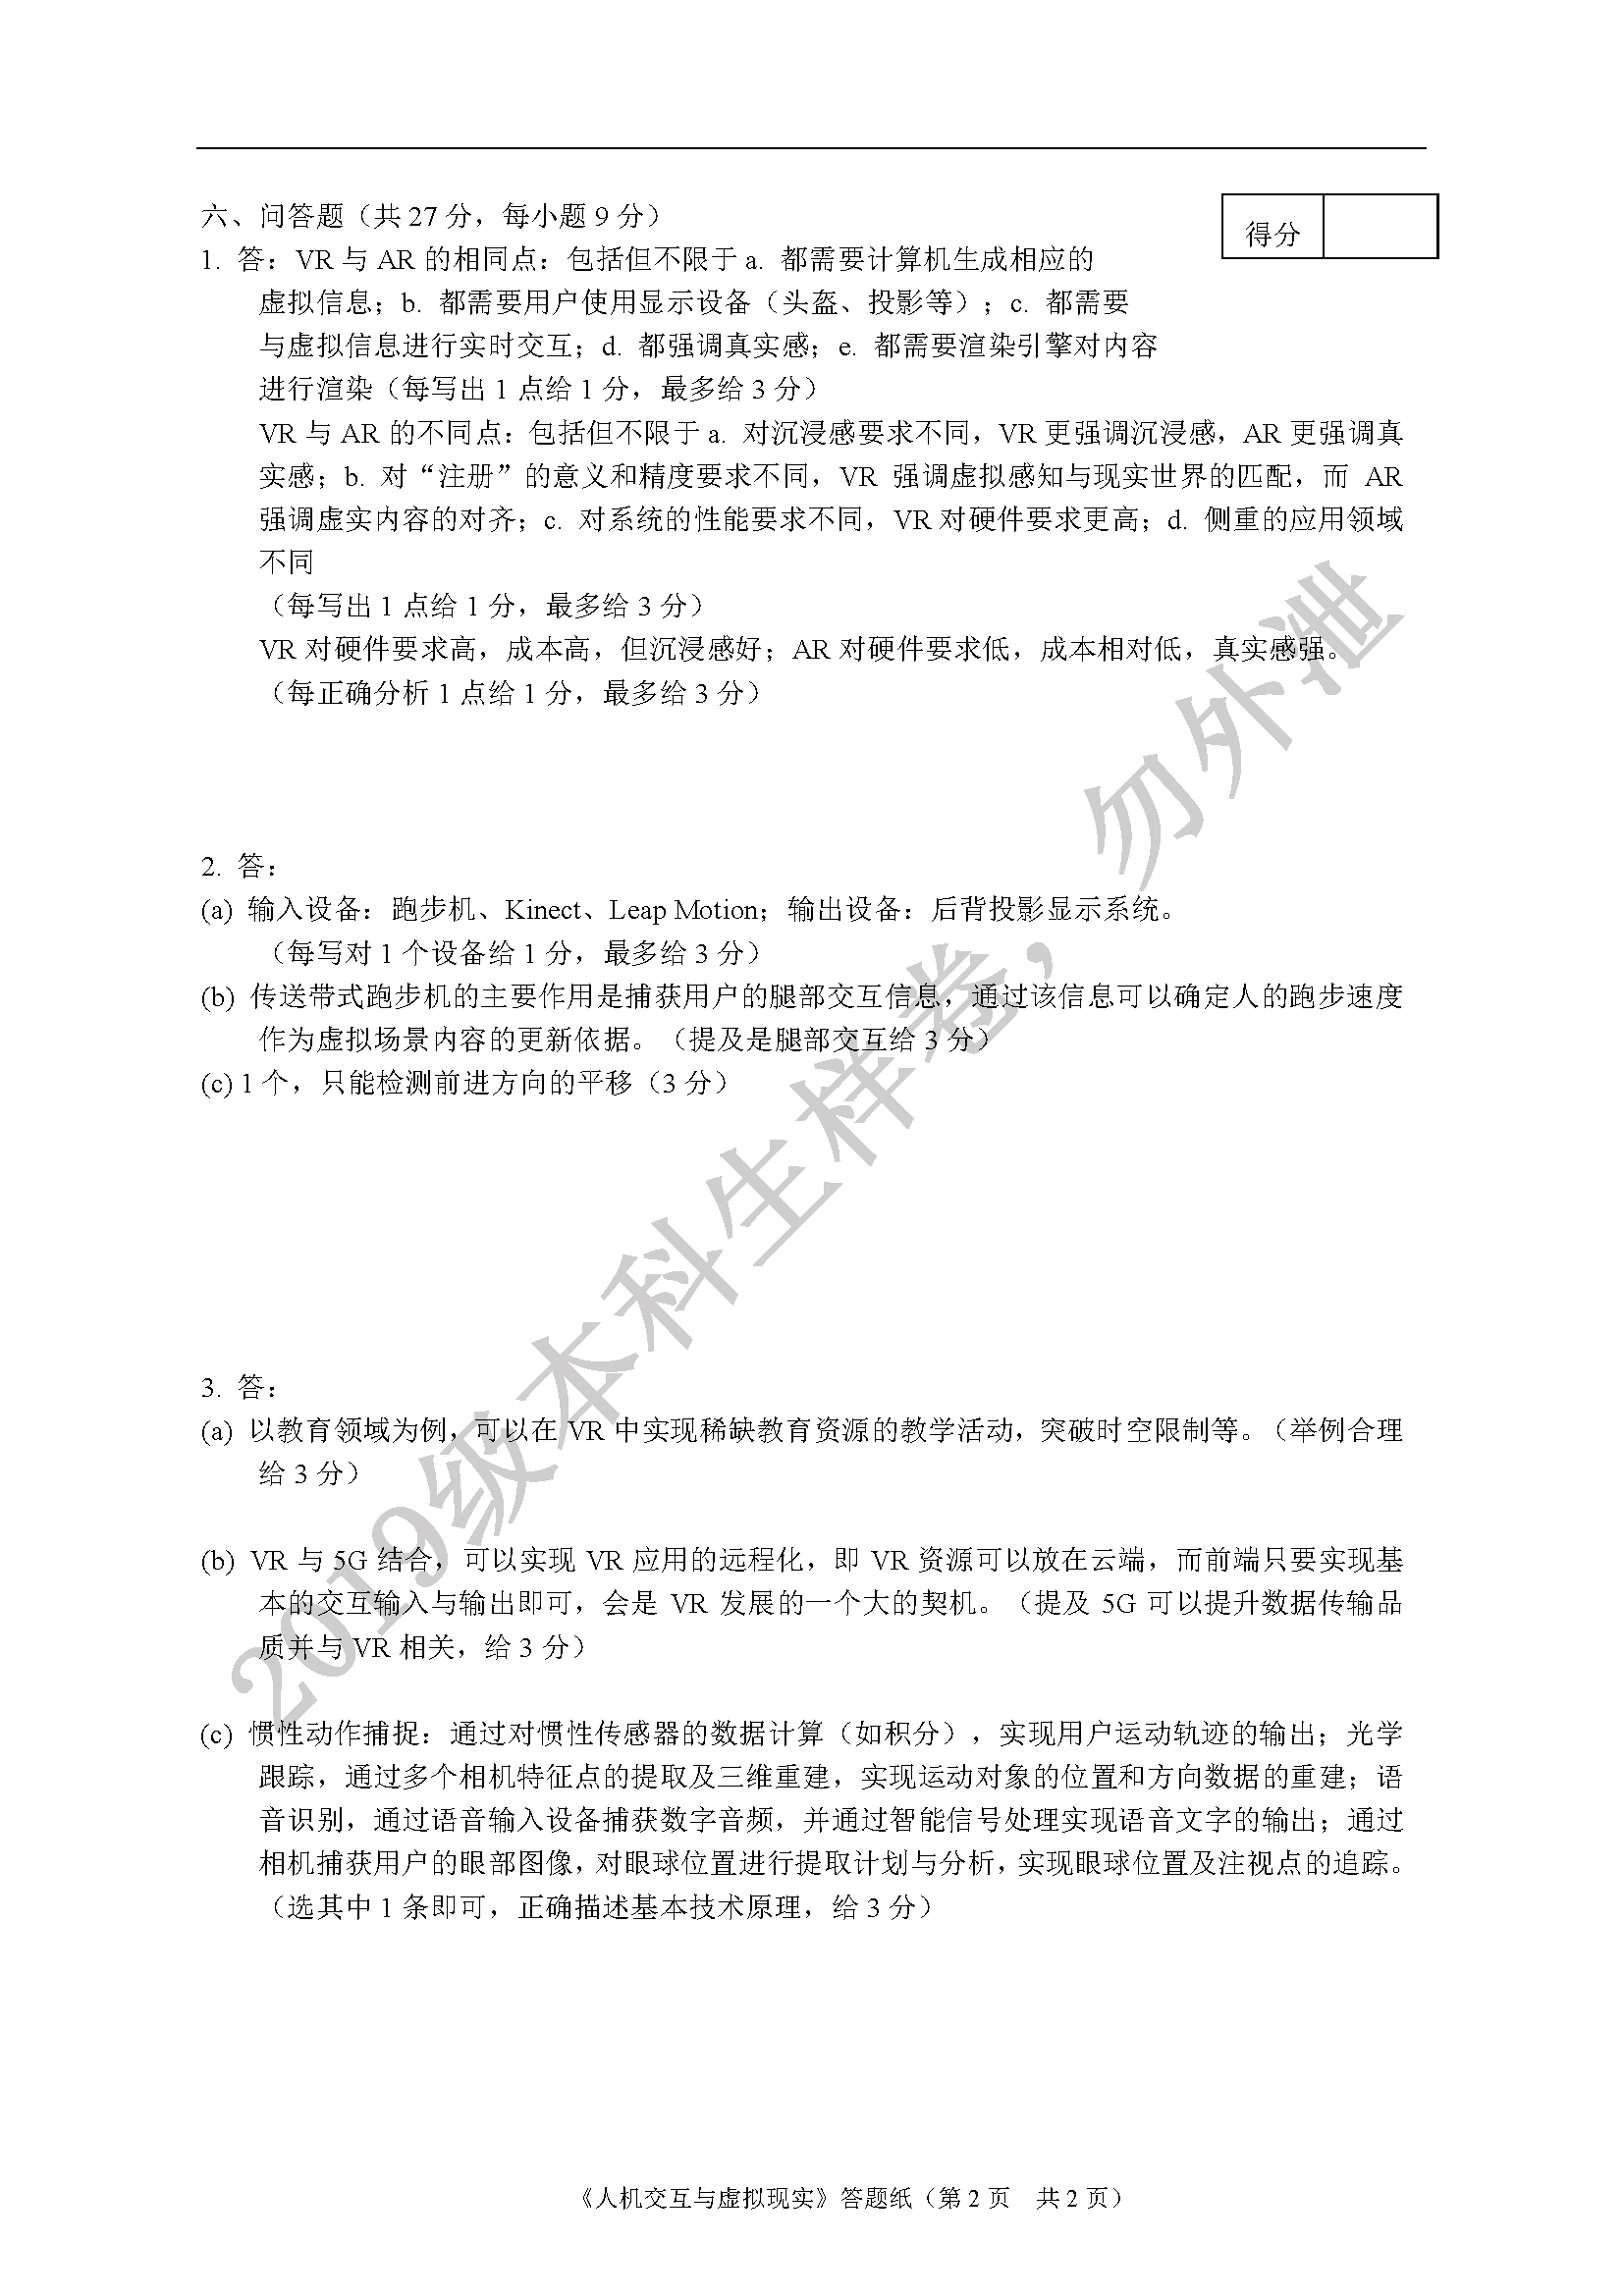 六、问答题（共 27 分，每小题 9 分）
得分
1. 答：VR 与 AR 的相同点：包括但不限于 a. 都需要计算机生成相应的
虚拟信息；b. 都需要用户使用显示设备（头盔、投影等）；c. 都需要
与虚拟信息进行实时交互；d. 都强调真实感；e. 都需要渲染引擎对内容
进行渲染（每写出 1 点给 1 分，最多给 3 分）
VR 与 AR 的不同点：包括但不限于 a. 对沉浸感要求不同，VR 更强调沉浸感，AR 更强调真
实感；b. 对“注册”的意义和精度要求不同，VR 强调虚拟感知与现实世界的匹配，而 AR
强调虚实内容的对齐；c. 对系统的性能要求不同，VR 对硬件要求更高；d. 侧重的应用领域
不同
（每写出 1 点给 1 分，最多给 3 分）
VR 对硬件要求高，成本高，但沉浸感好；AR 对硬件要求低，成本相对低，真实感强。
（每正确分析 1 点给 1 分，最多给 3 分）
2. 答：
(a) 输入设备：跑步机、Kinect、Leap Motion；输出设备：后背投影显示系统。
（每写对 1 个设备给 1 分，最多给 3 分）
(b) 传送带式跑步机的主要作用是捕获用户的腿部交互信息，通过该信息可以确定人的跑步速度
作为虚拟场景内容的更新依据。（提及是腿部交互给 3 分）
(c) 1 个，只能检测前进方向的平移（3 分）
3. 答：
(a) 以教育领域为例，可以在 VR 中实现稀缺教育资源的教学活动，突破时空限制等。（举例合理
给 3 分）
(b) VR 与 5G 结合，可以实现 VR 应用的远程化，即 VR 资源可以放在云端，而前端只要实现基
本的交互输入与输出即可，会是 VR 发展的一个大的契机。（提及 5G 可以提升数据传输品
质并与 VR 相关，给 3 分）
(c) 惯性动作捕捉：通过对惯性传感器的数据计算（如积分），实现用户运动轨迹的输出；光学
跟踪，通过多个相机特征点的提取及三维重建，实现运动对象的位置和方向数据的重建；语
音识别，通过语音输入设备捕获数字音频，并通过智能信号处理实现语音文字的输出；通过
相机捕获用户的眼部图像，对眼球位置进行提取计划与分析，实现眼球位置及注视点的追踪。
（选其中 1 条即可，正确描述基本技术原理，给 3 分）
2019级本科生样卷，勿外泄
《人机交互与虚拟现实》答题纸（第 2 页 共 2 页）